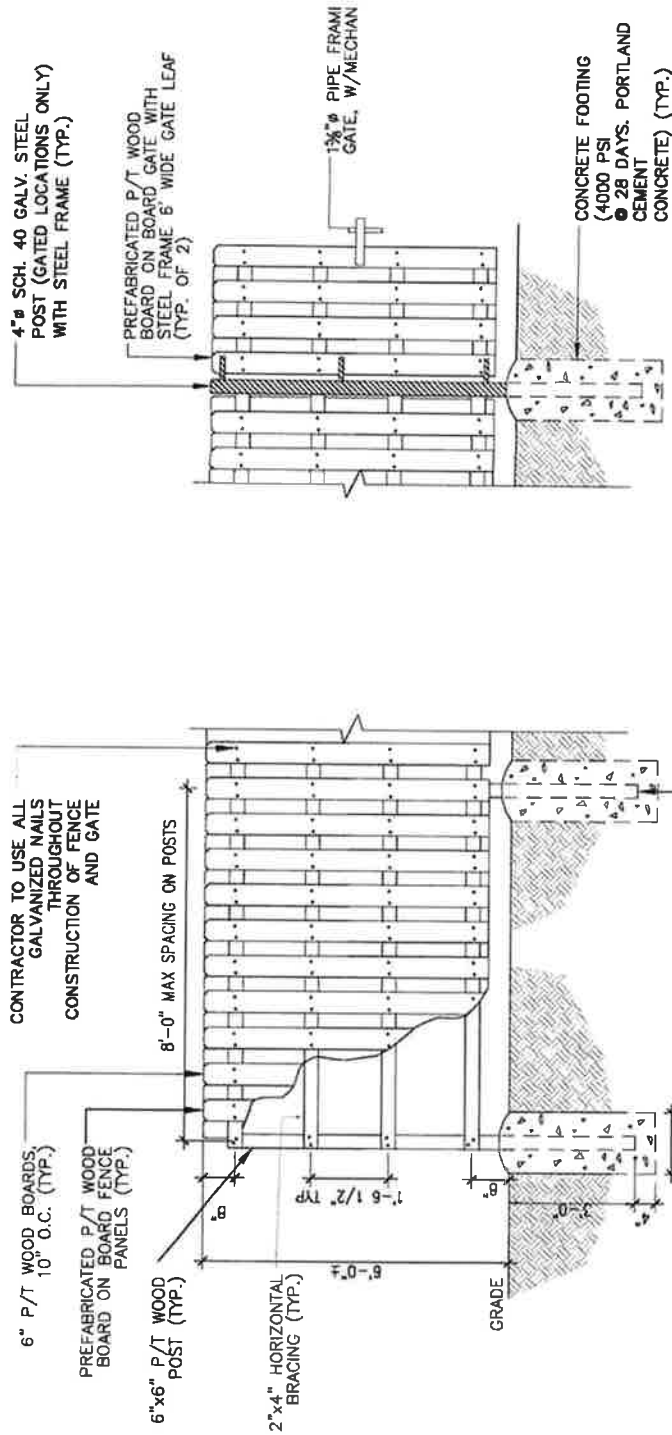 CONTRACTOR TO USE ALL
GALVANIZED NAILS
THROUGHOUT
CONSTRUCTION OF FENCE
AND GATE
6" P/T WOOD BOARDS,
10" O.C. (TYP.)
PREFABRICATED P/T WOOD
BOARD ON BOARD FENCE
PANELS (TYP.)
6"x6" P/T WOOD
POST (TYP.)
2"x4" HORIZONTAL
BRACING (TYP.)
8'-0" MAX SPACING ON POSTS
8"
1'-6 1/2" TYP
8"
6'-0"±
GRADE
3'-0"
4"
4"ø SCH. 40 GALV. STEEL
POST (GATED LOCATIONS ONLY)
WITH STEEL FRAME (TYP.)
PREFABRICATED P/T WOOD
BOARD ON BOARD GATE WITH
STEEL FRAME 6' WIDE GATE LEAF
(TYP. OF 2)
PIPE FRAMI
GATE, W/MECHAN
CONCRETE FOOTING
(4000 PSI
@ 28 DAYS. PORTLAND
CEMENT
CONCRETE) (TYP.)